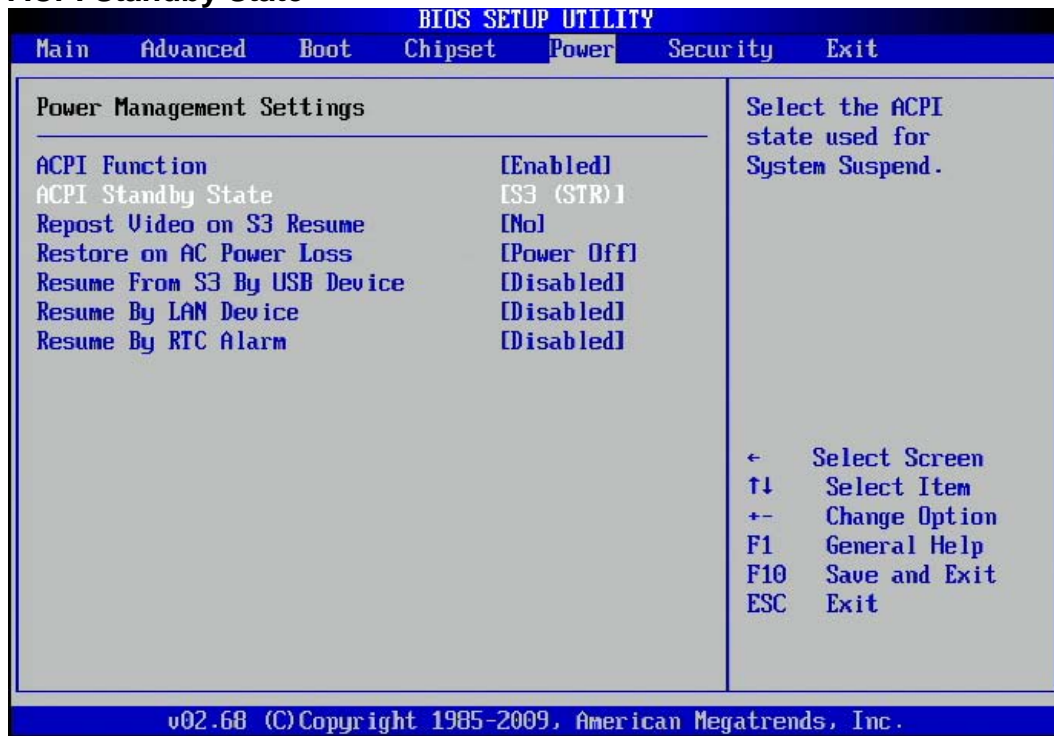 ACPI Standby State
BIOS SETUP UTILITY
Main Advanced Boot Chipset Power Security Exit
Power Management Settings
ACPI Function [Enabled]
ACPI Standby State [S3 (STR)]
Repost Video on S3 Resume [No]
Restore on AC Power Loss [Power Off]
Resume From S3 By USB Device [Disabled]
Resume By LAN Device [Disabled]
Resume By RTC Alarm [Disabled]
Select the ACPI
state used for
System Suspend.
← Select Screen
↑↓ Select Item
+- Change Option
F1 General Help
F10 Save and Exit
ESC Exit
v02.68 (C)Copyright 1985-2009, American Megatrends, Inc.